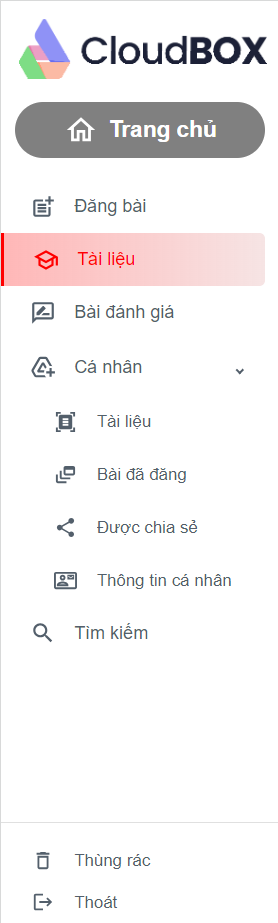 CloudBOX
Trang chủ
Đăng bài
Tài liệu
Bài đánh giá
Cá nhân
Tài liệu
Bài đã đăng
Được chia sẻ
Thông tin cá nhân
Tìm kiếm
Thùng rác
Thoát